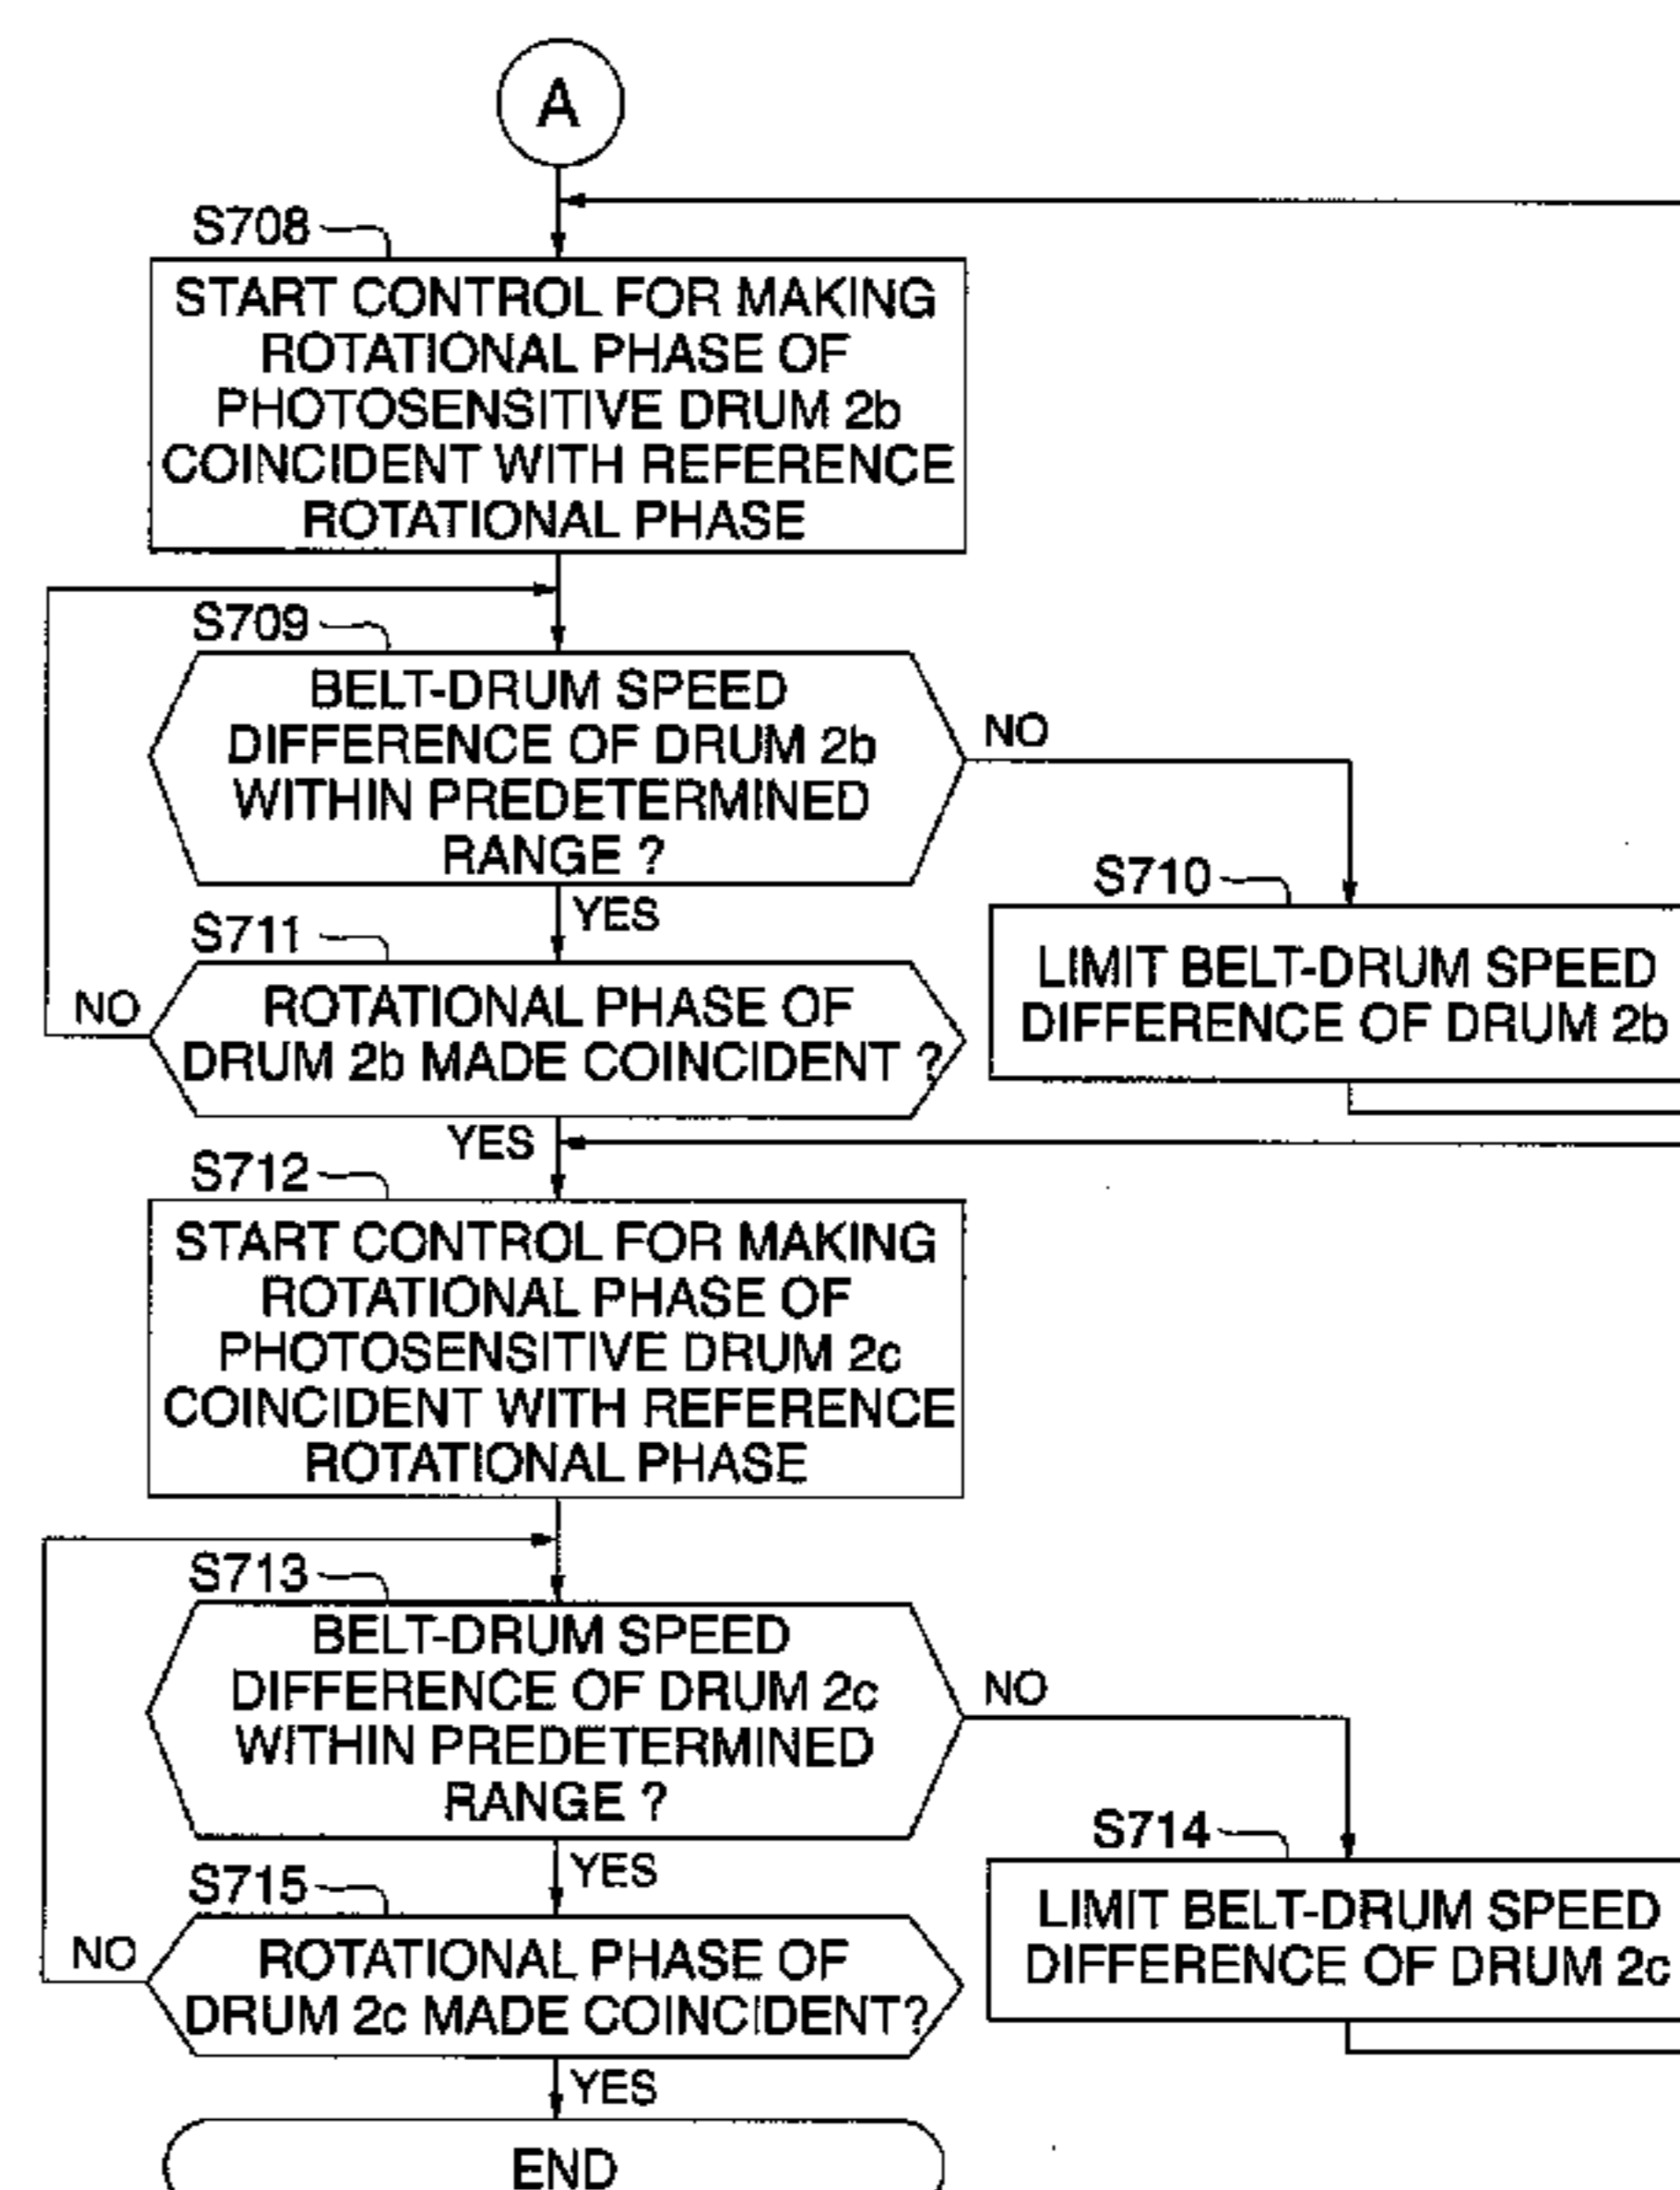 A
S708
START CONTROL FOR MAKING
ROTATIONAL PHASE OF
PHOTOSENSITIVE DRUM 2b
COINCIDENT WITH REFERENCE
ROTATIONAL PHASE
S709
BELT-DRUM SPEED
DIFFERENCE OF DRUM 2b
WITHIN PREDETERMINED
RANGE ?
NO
YES
S710
LIMIT BELT-DRUM SPEED
DIFFERENCE OF DRUM 2b
S711
ROTATIONAL PHASE OF
DRUM 2b MADE COINCIDENT ?
NO
YES
S712
START CONTROL FOR MAKING
ROTATIONAL PHASE OF
PHOTOSENSITIVE DRUM 2c
COINCIDENT WITH REFERENCE
ROTATIONAL PHASE
S713
BELT-DRUM SPEED
DIFFERENCE OF DRUM 2c
WITHIN PREDETERMINED
RANGE ?
NO
YES
S714
LIMIT BELT-DRUM SPEED
DIFFERENCE OF DRUM 2c
S715
ROTATIONAL PHASE OF
DRUM 2c MADE COINCIDENT?
NO
YES
END